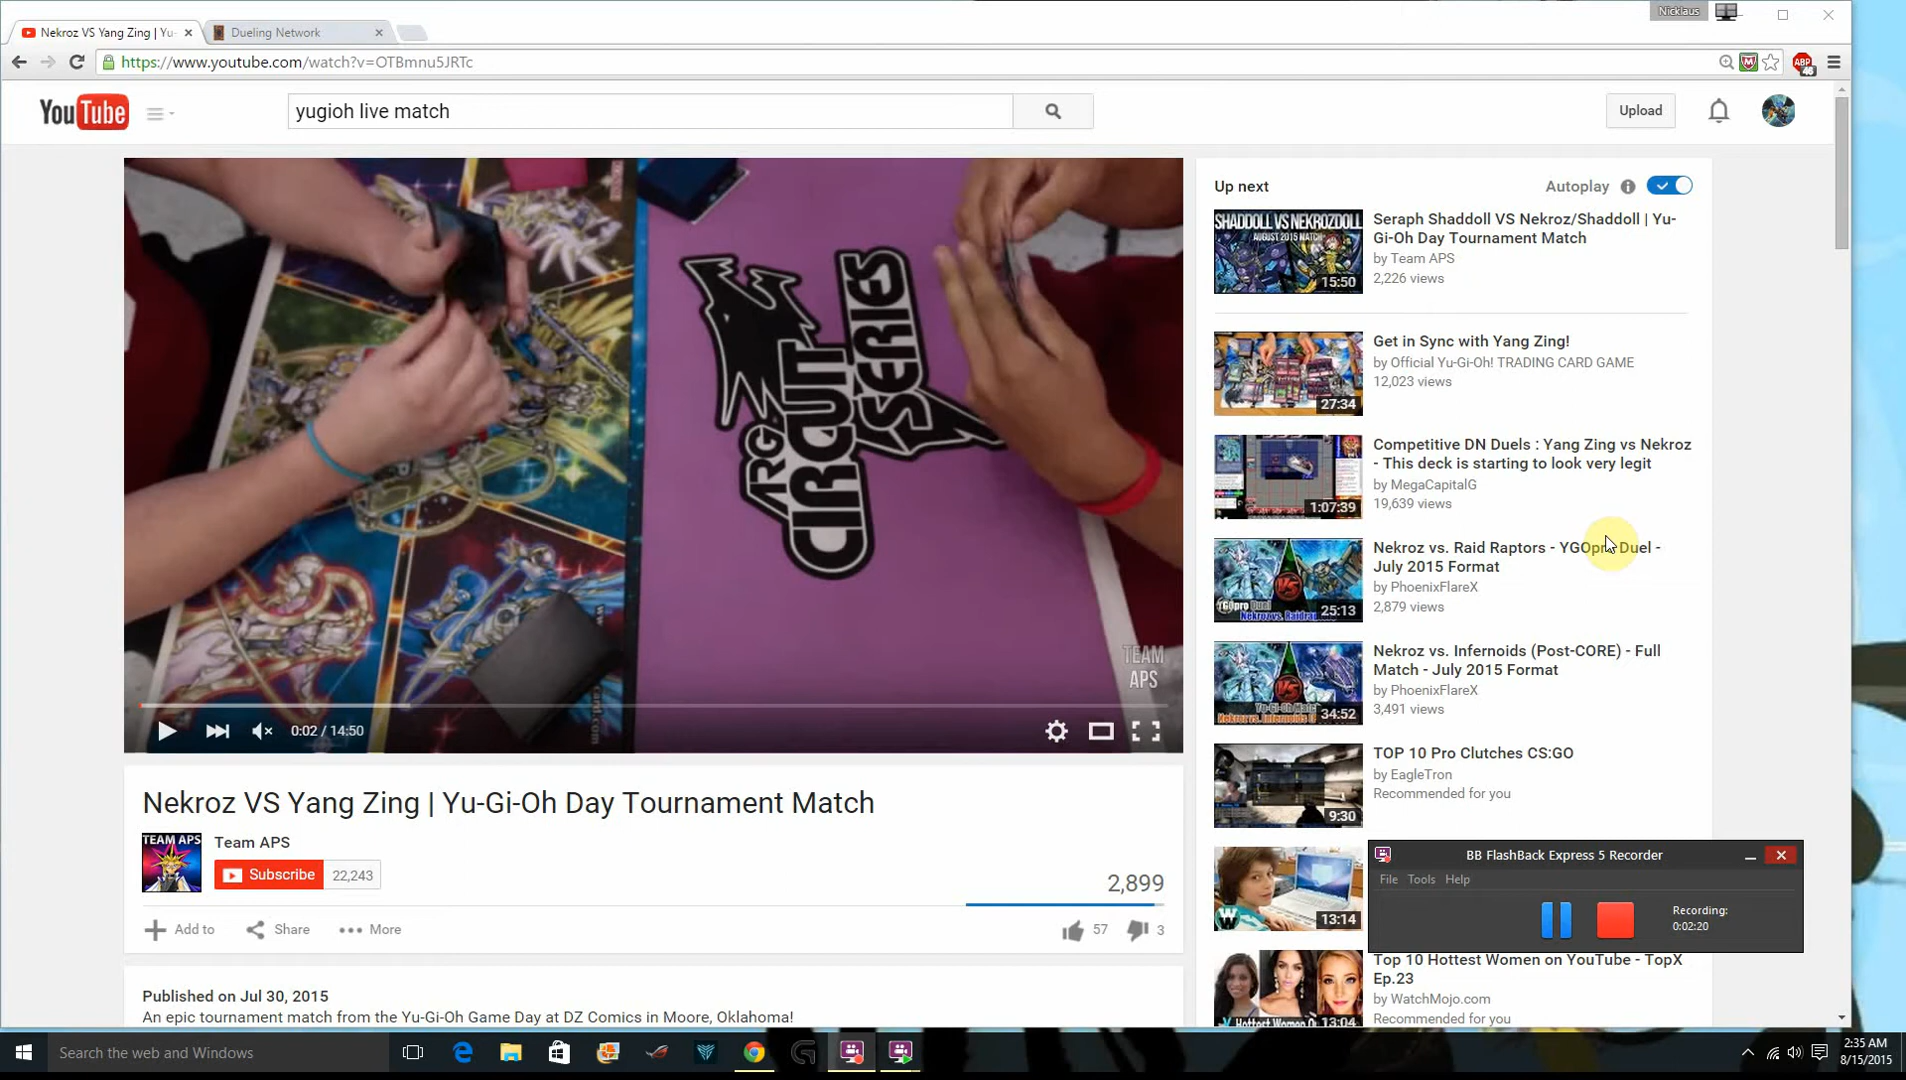 Nicklaus
Nekroz VS Yang Zing | Yu-
Dueling Network
https://www.youtube.com/watch?v=OTBmnu5JRTc
ABP
YouTube
yugioh live match
Upload
ARG
CIRCUIT
SERIES
TEAM
APS
0:02 / 14:50
Nekroz VS Yang Zing | Yu-Gi-Oh Day Tournament Match
TEAM APS
Team APS
Subscribe
22,243
2,899
Add to
Share
More
57
3
Published on Jul 30, 2015
An epic tournament match from the Yu-Gi-Oh Game Day at DZ Comics in Moore, Oklahoma!
Up next
Autoplay
SHADDOLL VS NEKROZDOLL
AUGUST 2015 MATCH
15:50
Seraph Shaddoll VS Nekroz/Shaddoll | Yu-
Gi-Oh Day Tournament Match
by Team APS
2,226 views
27:34
Get in Sync with Yang Zing!
by Official Yu-Gi-Oh! TRADING CARD GAME
12,023 views
1:07:39
Competitive DN Duels : Yang Zing vs Nekroz
- This deck is starting to look very legit
by MegaCapitalG
19,639 views
VS
YGOpro Duel
Nekroz vs. Raidraptors
25:13
Nekroz vs. Raid Raptors - YGOpro Duel -
July 2015 Format
by PhoenixFlareX
2,879 views
VS
Yu-Gi-Oh Match
34:52
Nekroz vs. Infernoids (Post-CORE) - Full
Match - July 2015 Format
by PhoenixFlareX
3,491 views
9:30
TOP 10 Pro Clutches CS:GO
by EagleTron
Recommended for you
W
13:14
BB FlashBack Express 5 Recorder
File Tools Help
Recording:
0:02:20
13:04
Top 10 Hottest Women on YouTube - TopX
Ep.23
by WatchMojo.com
Recommended for you
Search the web and Windows
2:35 AM
8/15/2015